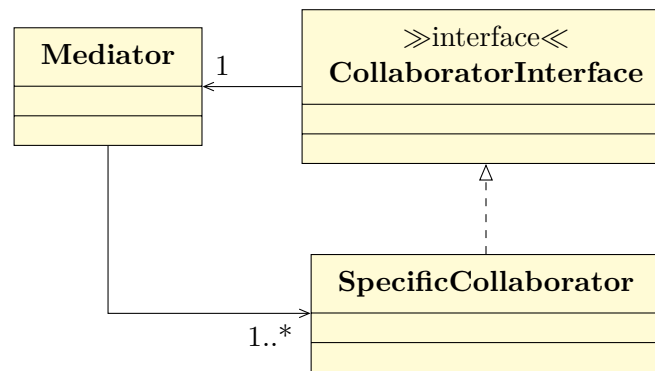 Mediator
1
≫interface≪
CollaboratorInterface
SpecificCollaborator
1..*